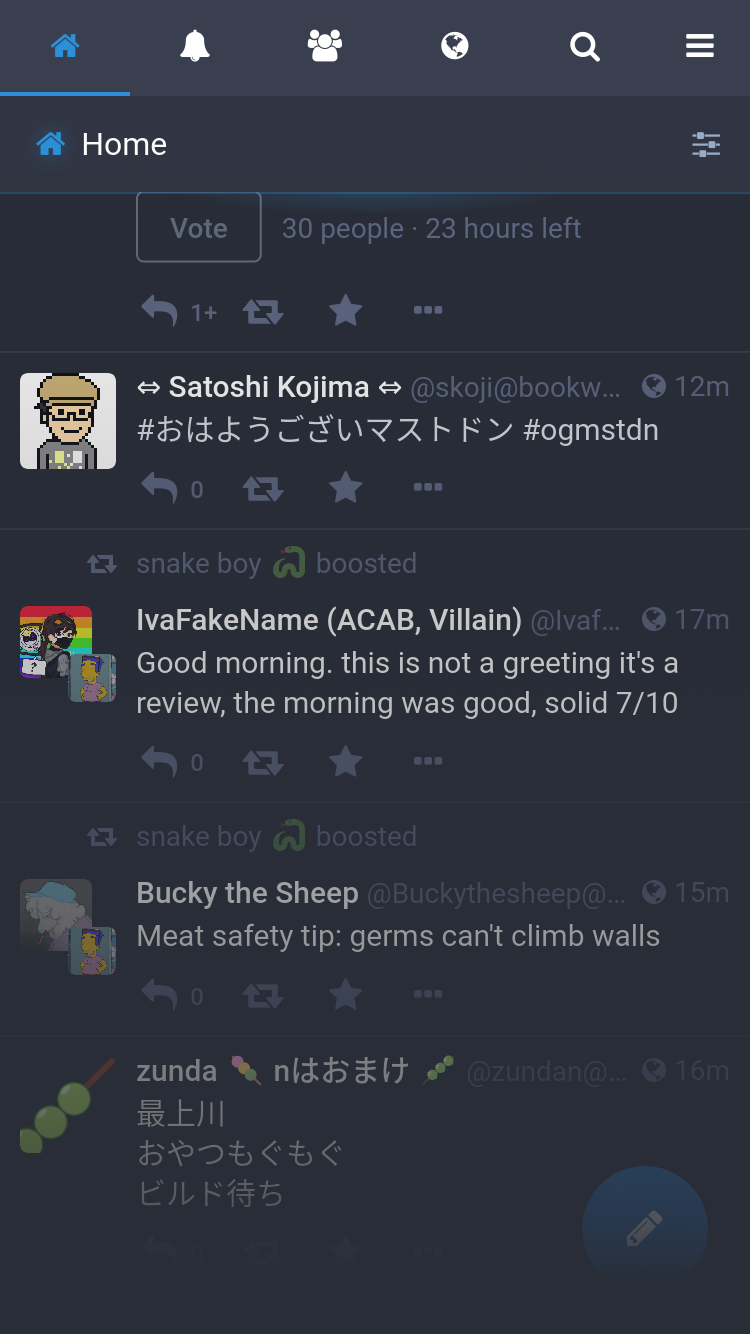 Home
Vote 30 people · 23 hours left
1+
⇔ Satoshi Kojima ⇔ @skoji@bookw... 12m
#おはようございマストドン #ogmstdn
0
snake boy 🐍 boosted
IvaFakeName (ACAB, Villain) @Ivaf... 17m
Good morning. this is not a greeting it's a
review, the morning was good, solid 7/10
0
snake boy 🐍 boosted
Bucky the Sheep @Buckythesheep@... 15m
Meat safety tip: germs can't climb walls
0
zunda 🍡 nはおまけ @zundan@... 16m
最上川
おやつもぐもぐ
ビルド待ち
0